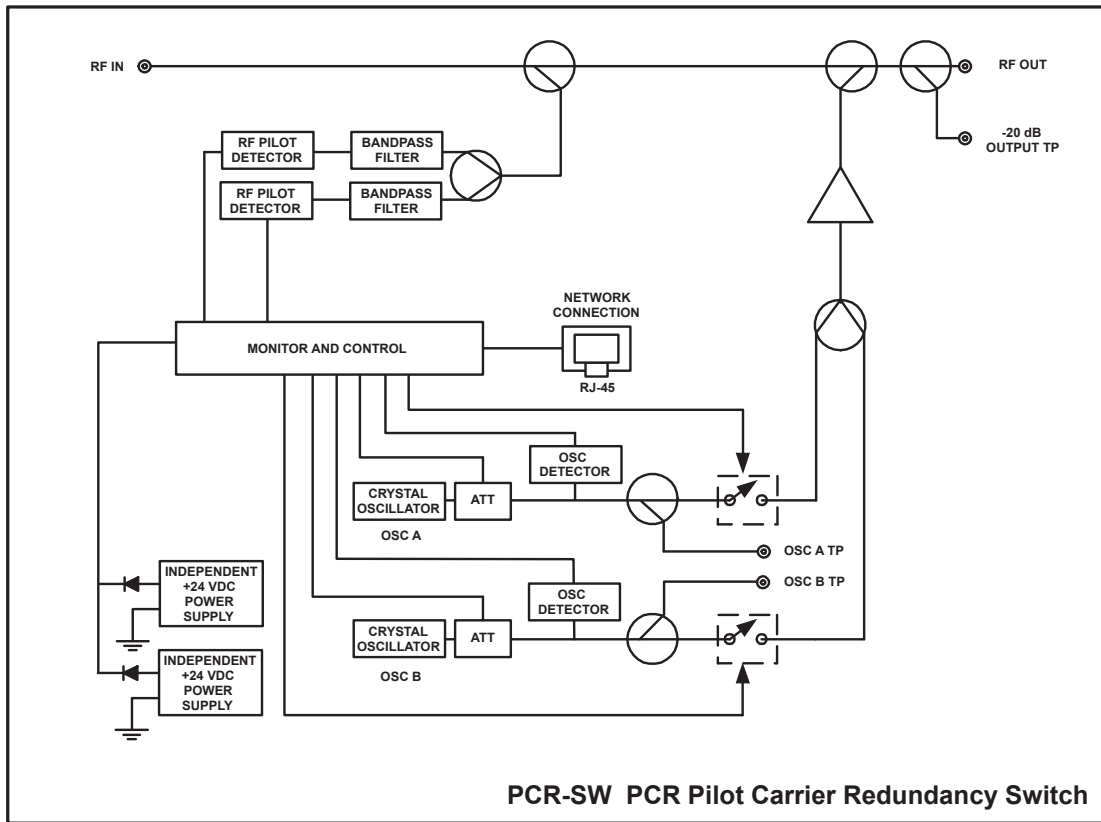 RF IN
RF OUT
-20 dB
OUTPUT TP
RF PILOT
DETECTOR
BANDPASS
FILTER
RF PILOT
DETECTOR
BANDPASS
FILTER
NETWORK
CONNECTION
MONITOR AND CONTROL
RJ-45
OSC
DETECTOR
CRYSTAL
OSCILLATOR
ATT
OSC A
OSC A TP
OSC B TP
INDEPENDENT
+24 VDC
POWER
SUPPLY
OSC
DETECTOR
CRYSTAL
OSCILLATOR
ATT
OSC B
INDEPENDENT
+24 VDC
POWER
SUPPLY
PCR-SW PCR Pilot Carrier Redundancy Switch